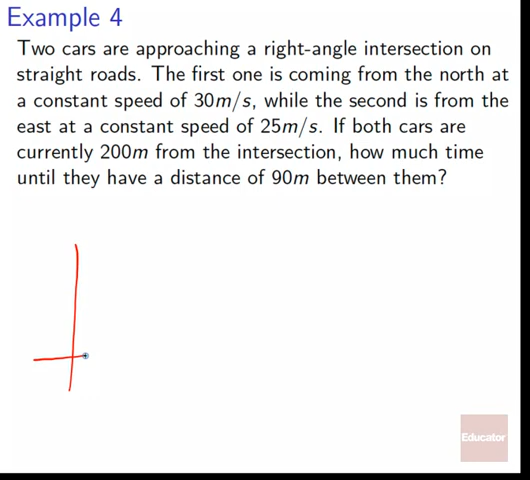 Example 4
Two cars are approaching a right-angle intersection on
straight roads. The first one is coming from the north at
a constant speed of 30m/s, while the second is from the
east at a constant speed of 25m/s. If both cars are
currently 200m from the intersection, how much time
until they have a distance of 90m between them?
Educator